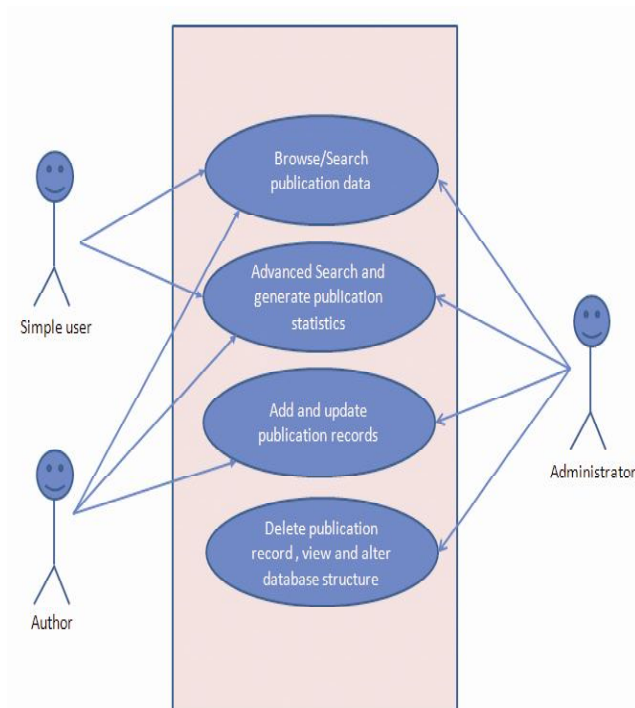 Browse/Search
publication data
Advanced Search and
generate publication
statistics
Simple user
Add and update
publication records
Administrator
Delete publication
record , view and alter
database structure
Author